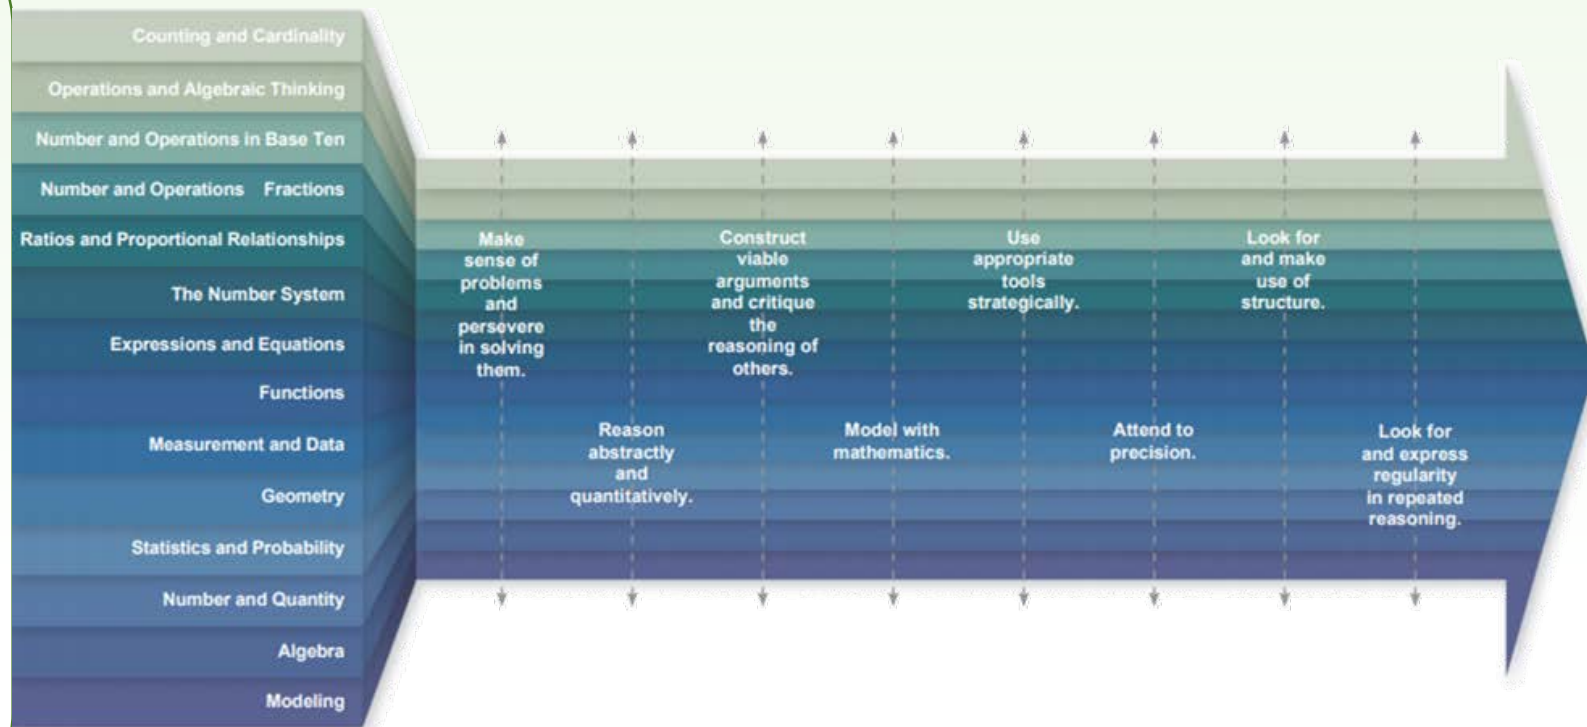 Counting and Cardinality
Operations and Algebraic Thinking
Number and Operations in Base Ten
Number and Operations Fractions
Ratios and Proportional Relationships
The Number System
Expressions and Equations
Functions
Measurement and Data
Geometry
Statistics and Probability
Number and Quantity
Algebra
Modeling
Make
sense of
problems
and
persevere
in solving
them.
Reason
abstractly
and
quantitatively.
Construct
viable
arguments
and critique
the
reasoning of
others.
Model with
mathematics.
Use
appropriate
tools
strategically.
Attend to
precision.
Look for
and make
use of
structure.
Look for
and express
regularity
in repeated
reasoning.